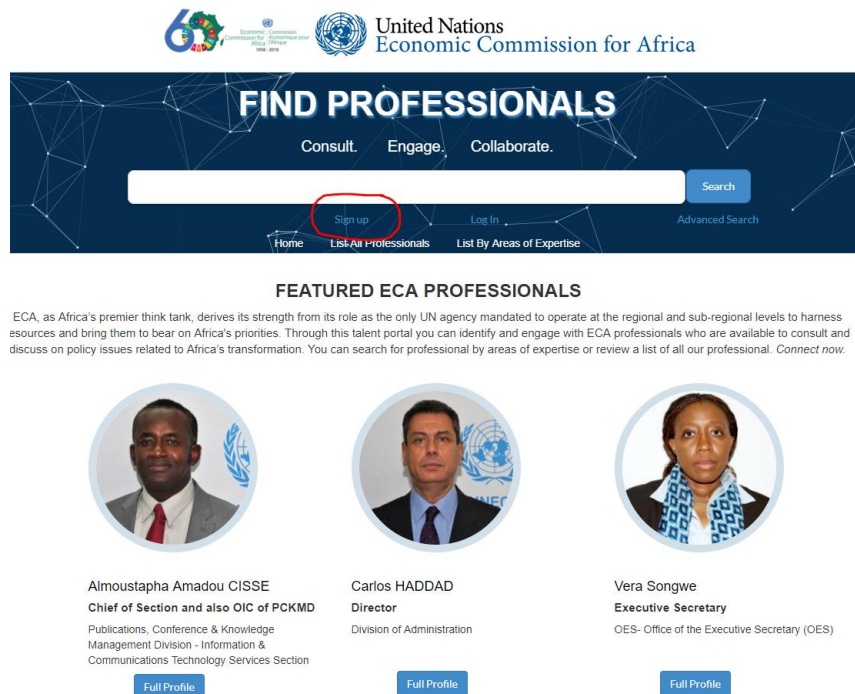 Economic Commission
Commission for Économique pour
Africa l'Afrique
1958 - 2018
United Nations
Economic Commission for Africa
FIND PROFESSIONALS
Consult. Engage. Collaborate.
Search
Sign up Log In Advanced Search
Home List All Professionals List By Areas of Expertise
FEATURED ECA PROFESSIONALS
ECA, as Africa's premier think tank, derives its strength from its role as the only UN agency mandated to operate at the regional and sub-regional levels to harness
esources and bring them to bear on Africa's priorities. Through this talent portal you can identify and engage with ECA professionals who are available to consult and
discuss on policy issues related to Africa's transformation. You can search for professional by areas of expertise or review a list of all our professional. Connect now.
Almoustapha Amadou CISSE
Chief of Section and also OIC of PCKMD
Publications, Conference & Knowledge
Management Division - Information &
Communications Technology Services Section
Full Profile
Carlos HADDAD
Director
Division of Administration
Full Profile
Vera Songwe
Executive Secretary
OES- Office of the Executive Secretary (OES)
Full Profile